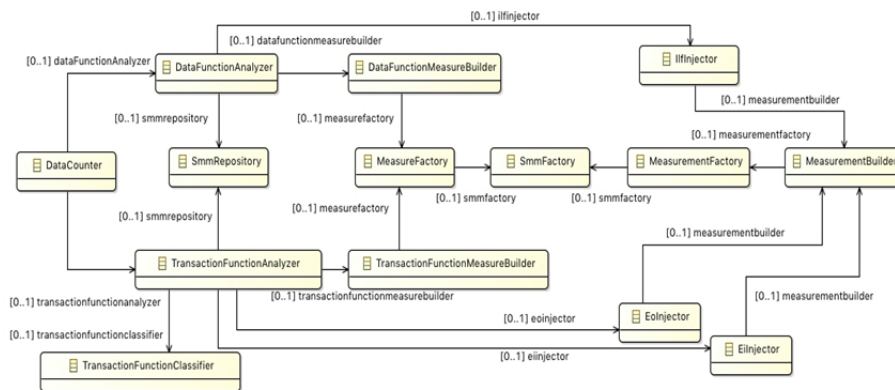 [0..1] ilfinjector
[0..1] datafunctionmeasurebuilder
[0..1] dataFunctionAnalyzer
DataFunctionAnalyzer
DataFunctionMeasureBuilder
IlfInjector
[0..1] measurementbuilder
[0..1] smmrepository
[0..1] measurefactory
[0..1] measurementfactory
DataCounter
SmmRepository
MeasureFactory
SmmFactory
MeasurementFactory
MeasurementBuilder
[0..1] smmfactory
[0..1] smmfactory
[0..1] smmrepository
[0..1] measurefactory
[0..1] measurementbuilder
TransactionFunctionAnalyzer
TransactionFunctionMeasureBuilder
[0..1] transactionfunctionanalyzer
[0..1] transactionfunctionmeasurebuilder
[0..1] measurementbuilder
[0..1] eoinjector
EoInjector
[0..1] transactionfunctionclassifier
[0..1] eiinjector
EiInjector
TransactionFunctionClassifier